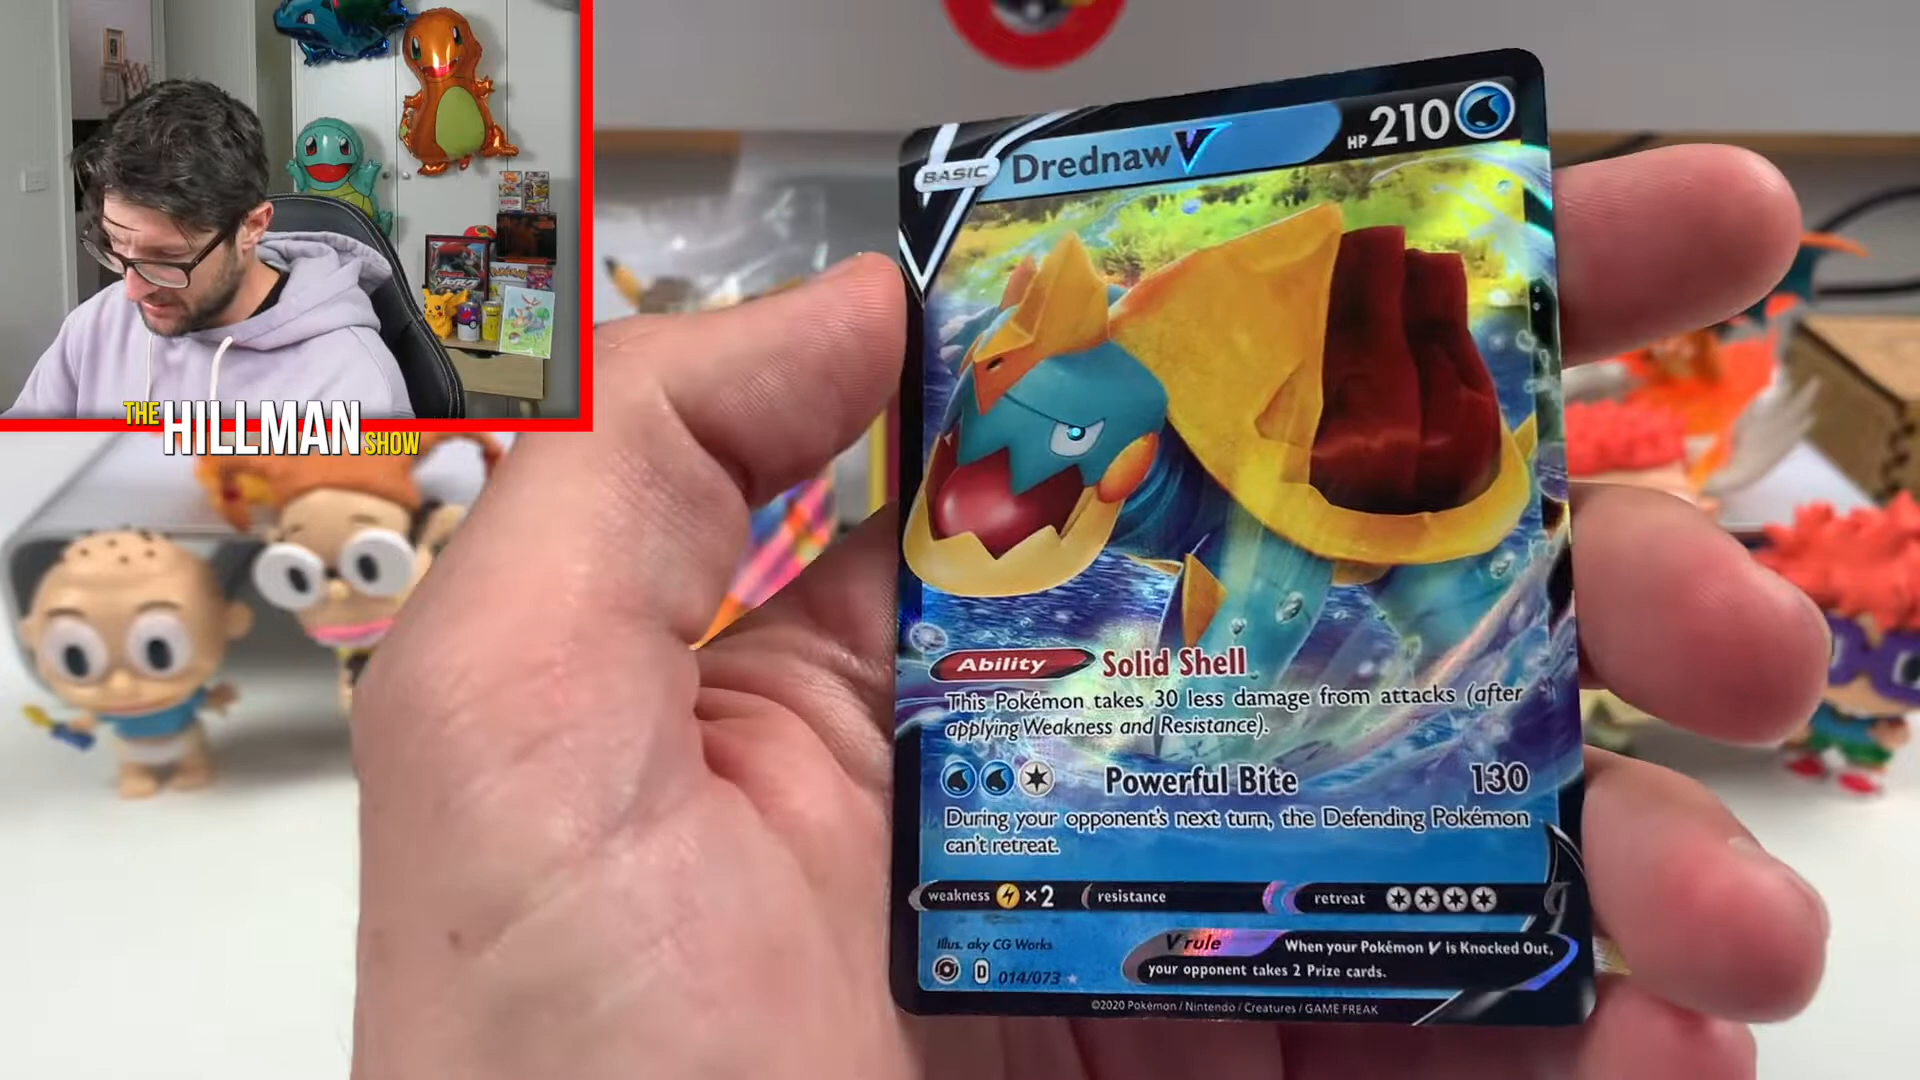 THE HILLMAN SHOW
BASIC Drednaw V HP 210
Ability Solid Shell
This Pokémon takes 30 less damage from attacks (after
applying Weakness and Resistance).
Powerful Bite 130
During your opponent's next turn, the Defending Pokémon
can't retreat.
weakness ×2 resistance retreat
Illus. aky CG Works
V rule When your Pokémon V is Knocked Out,
your opponent takes 2 Prize cards.
D 014/073
©2020 Pokémon / Nintendo / Creatures / GAME FREAK